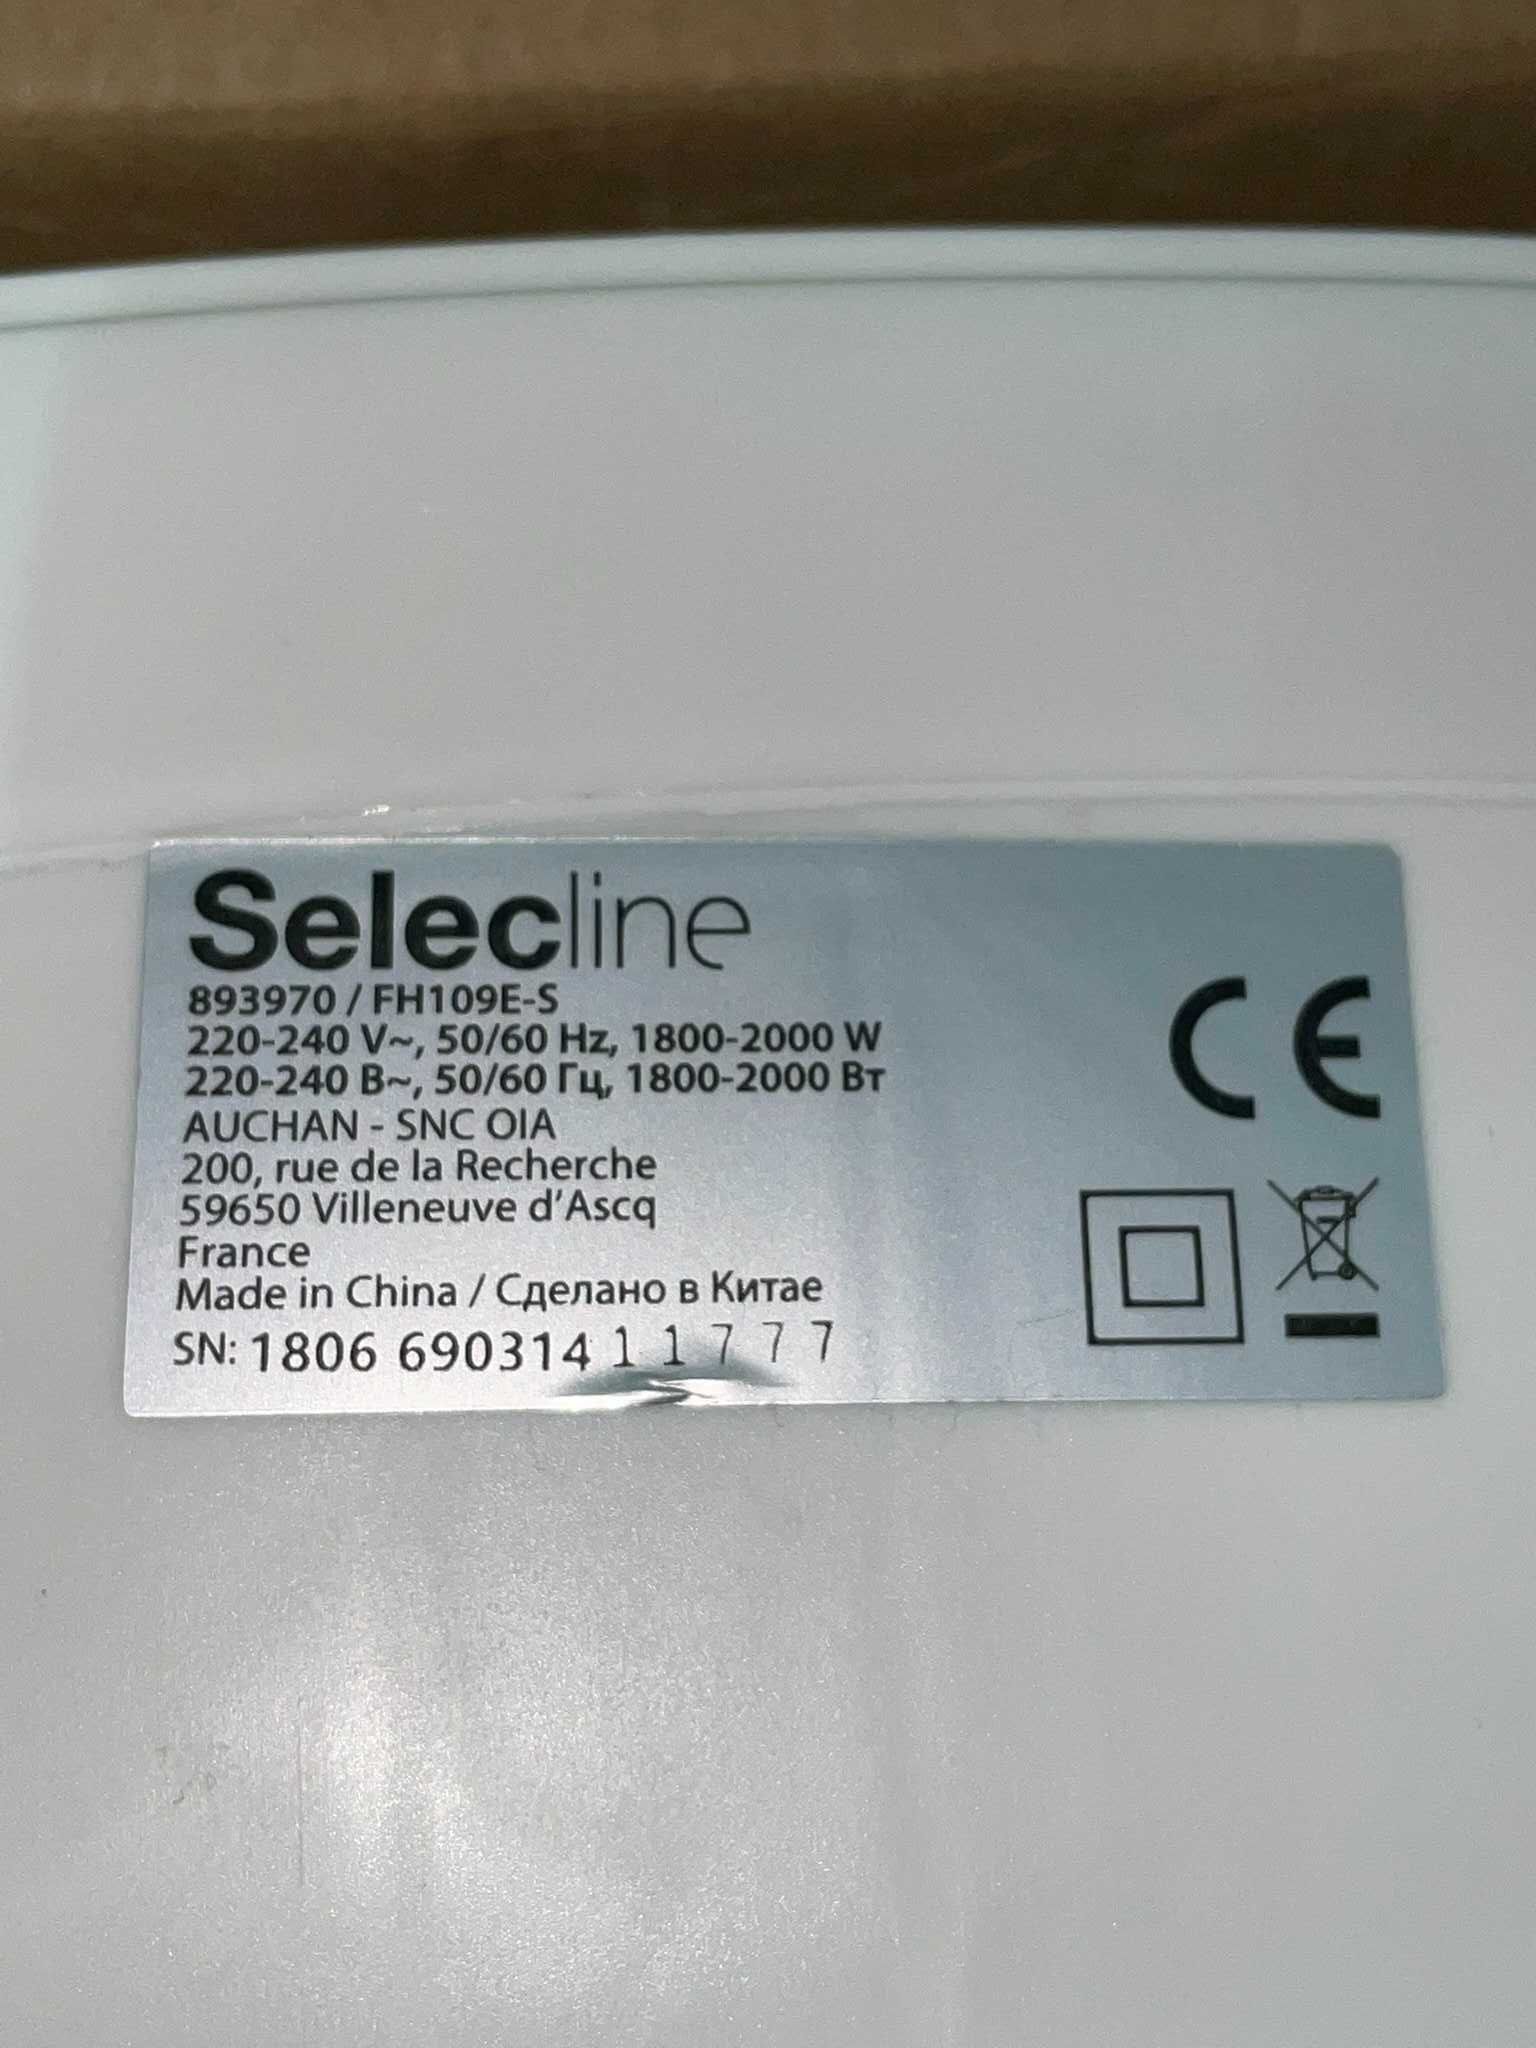 Selecline
893970 / FH109E-S
220-240 V~, 50/60 Hz, 1800-2000 W
220-240 В~, 50/60 Гц, 1800-2000 Вт
AUCHAN - SNC OIA
200, rue de la Recherche
59650 Villeneuve d'Ascq
France
Made in China / Сделано в Китае
SN: 1806 690314 11777
CE